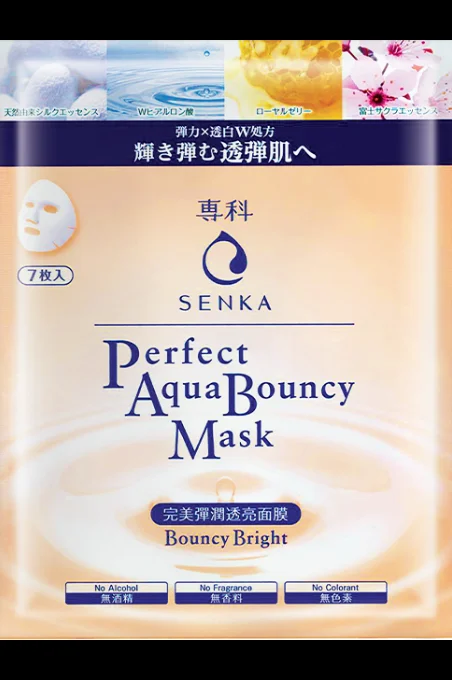 天然由来シルクエッセンス
Wヒアルロン酸
ローヤルゼリー
富士サクラエッセンス
弾力×透白W処方
輝き弾む透弾肌へ
7枚入
専科
SENKA
Perfect
AquaBouncy
Mask
完美彈潤透亮面膜
Bouncy Bright
No Alcohol
無酒精
No Fragrance
無香料
No Colorant
無色素